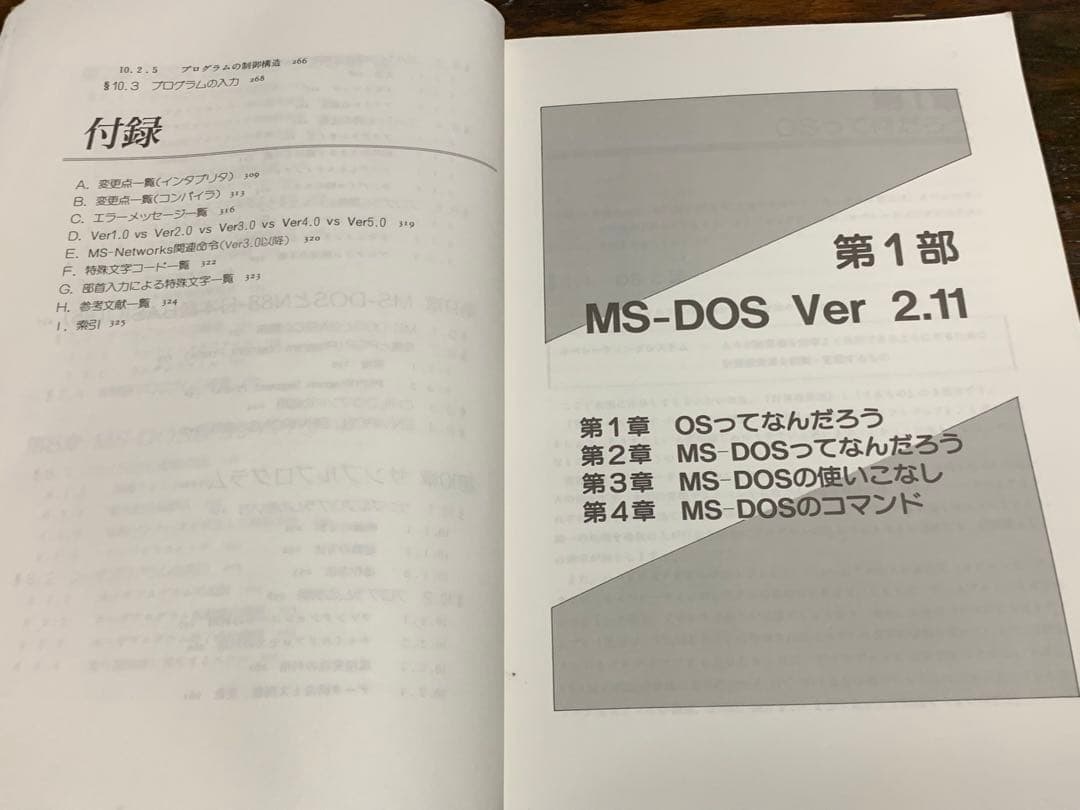 10.2.5 プログラムの制御構造 266
§10.3 プログラムの入力 268
付録
A. 変更点一覧(インタプリタ) 309
B. 変更点一覧(コンパイラ) 313
C. エラーメッセージ一覧 316
D. Ver1.0 vs Ver2.0 vs Ver3.0 vs Ver4.0 vs Ver5.0 319
E. MS-Networks関連命令(Ver3.0以降) 320
F. 特殊文字コード一覧 322
G. 部首入力による特殊文字一覧 323
H. 参考文献一覧 324
I. 索引 325
第1部
MS-DOS Ver 2.11
第1章 OSってなんだろう
第2章 MS-DOSってなんだろう
第3章 MS-DOSの使いこなし
第4章 MS-DOSのコマンド